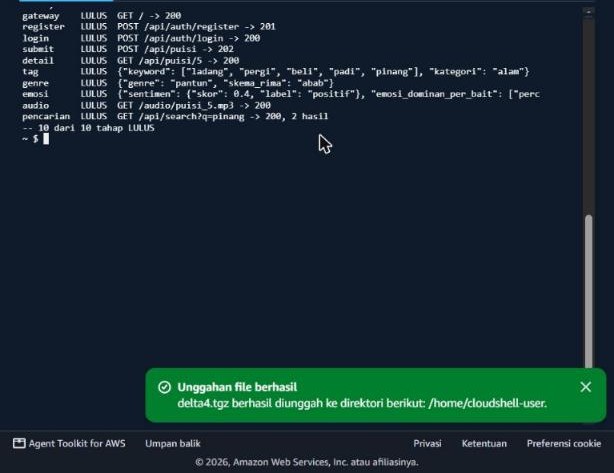 gateway LULUS GET / -> 200
register LULUS POST /api/auth/register -> 201
login LULUS POST /api/auth/login -> 200
submit LULUS POST /api/puisi -> 202
detail LULUS GET /api/puisi/5 -> 200
tag LULUS {"keyword": ["ladang", "pergi", "beli", "padi", "pinang"], "kategori": "alam"}
genre LULUS {"genre": "pantun", "skema_rima": "abab"}
emosi LULUS {"sentimen": {"skor": 0.4, "label": "positif"}, "emosi_dominan_per_bait": ["perc
audio LULUS GET /audio/puisi_5.mp3 -> 200
pencarian LULUS GET /api/search?q=pinang -> 200, 2 hasil
-- 10 dari 10 tahap LULUS
~ $
Unggahan file berhasil
delta4.tgz berhasil diunggah ke direktori berikut: /home/cloudshell-user.
Agent Toolkit for AWS Umpan balik Privasi Ketentuan Preferensi cookie
© 2026, Amazon Web Services, Inc. atau afiliasinya.